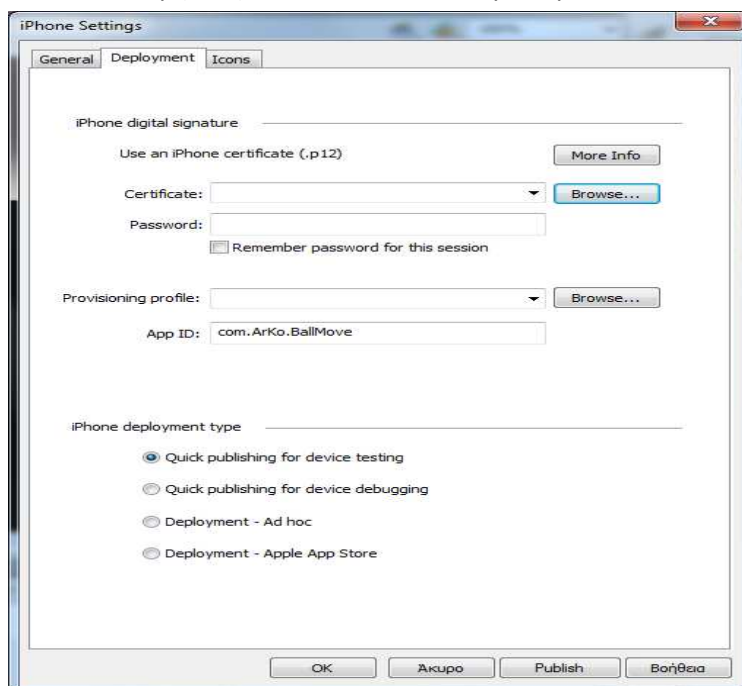 iPhone Settings
General Deployment Icons
iPhone digital signature
Use an iPhone certificate (.p12) More Info
Certificate: Browse...
Password:
Remember password for this session
Provisioning profile: Browse...
App ID: com.ArKo.BallMove
iPhone deployment type
Quick publishing for device testing
Quick publishing for device debugging
Deployment - Ad hoc
Deployment - Apple App Store
OK Άκυρο Publish Βοήθεια